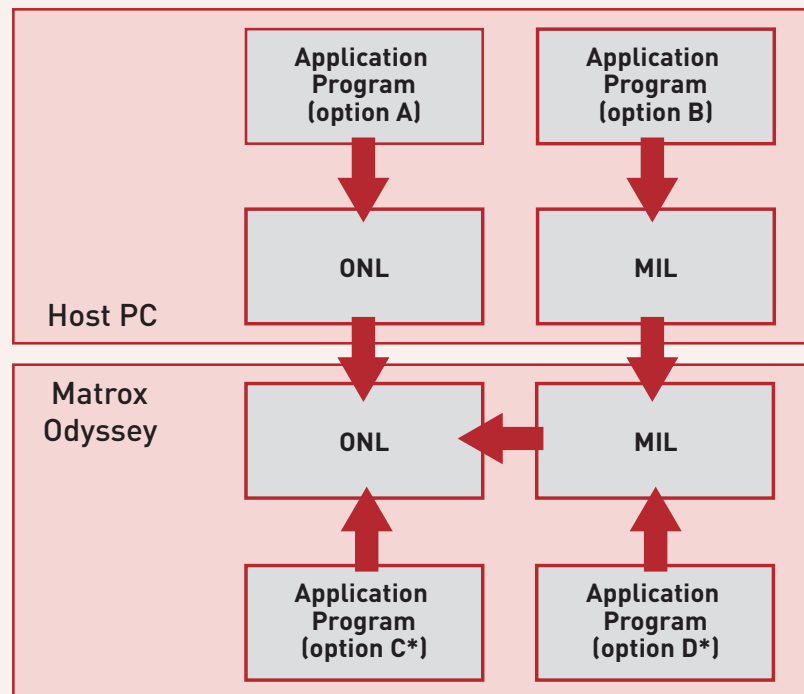 Application
Program
(option A)
Application
Program
(option B)
ONL
MIL
Host PC
Matrox
Odyssey
ONL
MIL
Application
Program
(option C*)
Application
Program
(option D*)